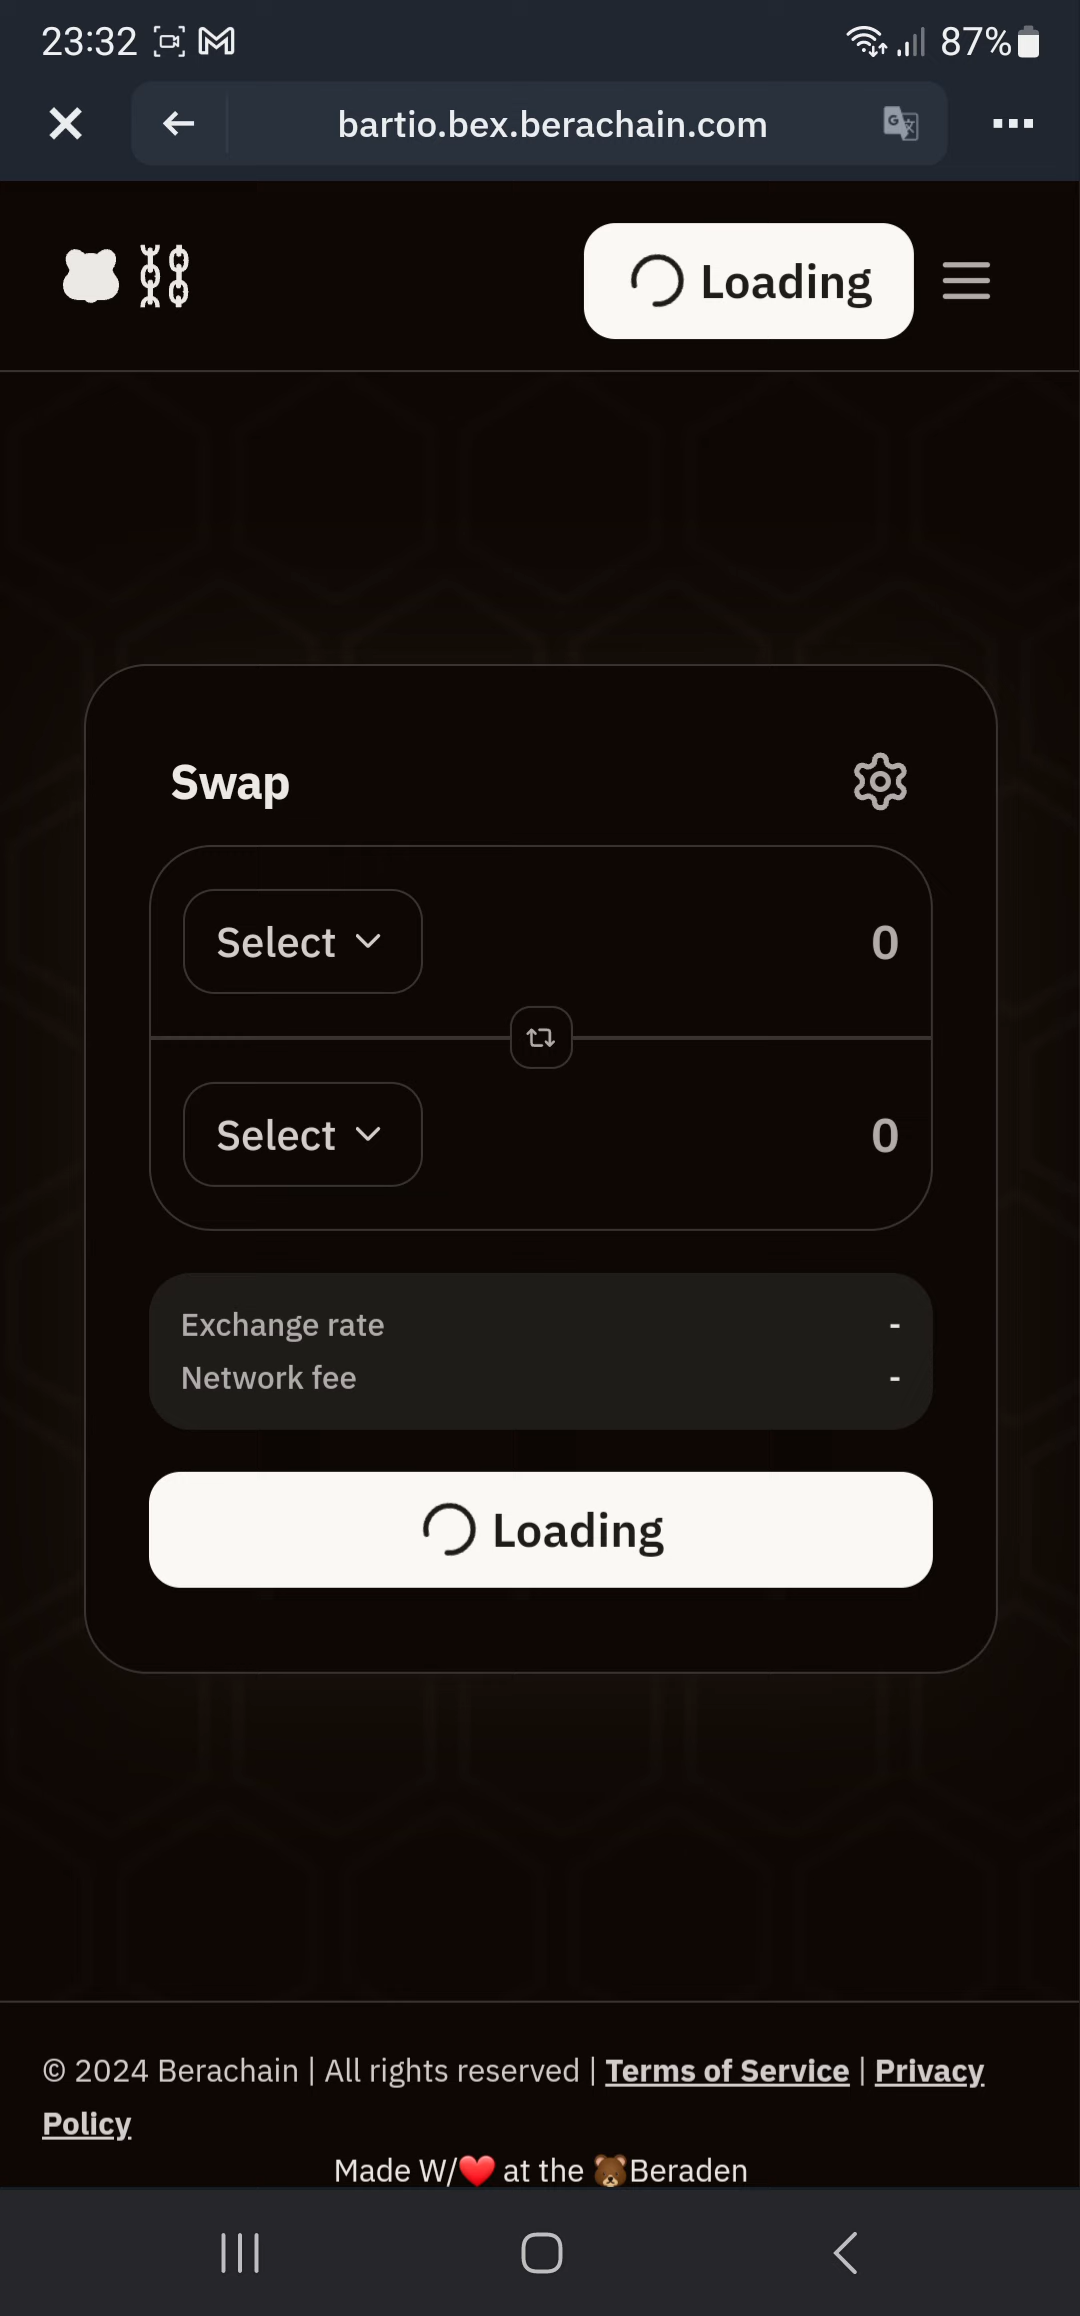 23:32 87%
bartio.bex.berachain.com
Loading
Swap
Select 0
Select 0
Exchange rate -
Network fee -
Loading
© 2024 Berachain | All rights reserved | Terms of Service | Privacy
Policy
Made W/❤️ at the 🐻Beraden